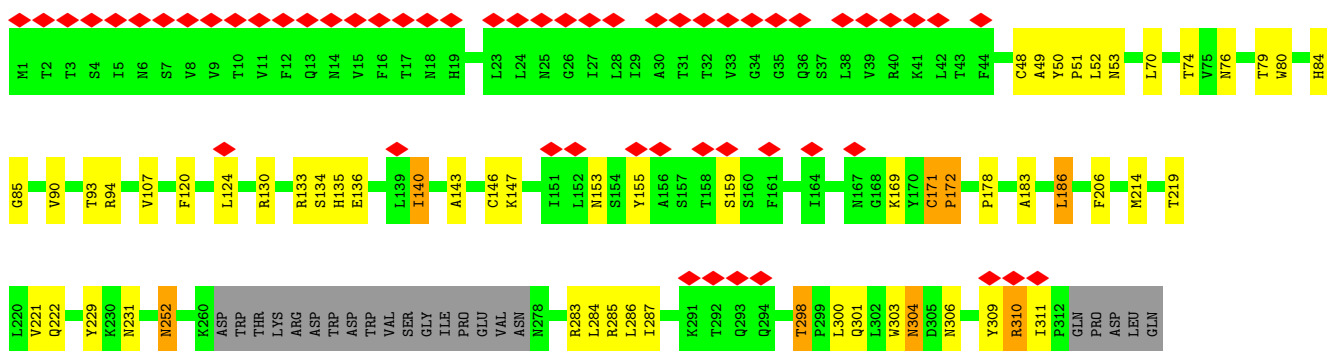 M1 T2 T3 S4 I5 N6 S7 V8 V9 T10 V11 F12 Q13 N14 V15 F16 T17 N18 H19 L23 L24 N25 G26 I27 L28 I29 A30 T31 T32 V33 G34 G35 Q36 S37 L38 V39 R40 K41 L42 T43 F44 C48 A49 Y50 P51 L52 N53 L70 T74 V75 N76 T79 W80 H84
G85 V90 T93 R94 V107 F120 L124 R130 R133 S134 H135 E136 L139 I140 A143 C146 K147 I151 L152 N153 S154 Y155 A156 S157 T158 S159 S160 F161 I164 N167 G168 K169 Y170 C171 P172 P178 A183 L186 F206 M214 T219
L220 V221 Q222 Y229 K230 N231 N252 K260 ASP TRP THR LYS ARG ASP TRP ASP TRP VAL SER GLY ILE PRO GLU VAL ASN N278 R283 L284 R285 L286 I287 K291 T292 Q293 Q294 T298 P299 L300 Q301 L302 W303 N304 D305 N306 Y309 R310 I311 P312 GLN PRO ASP LEU GLN